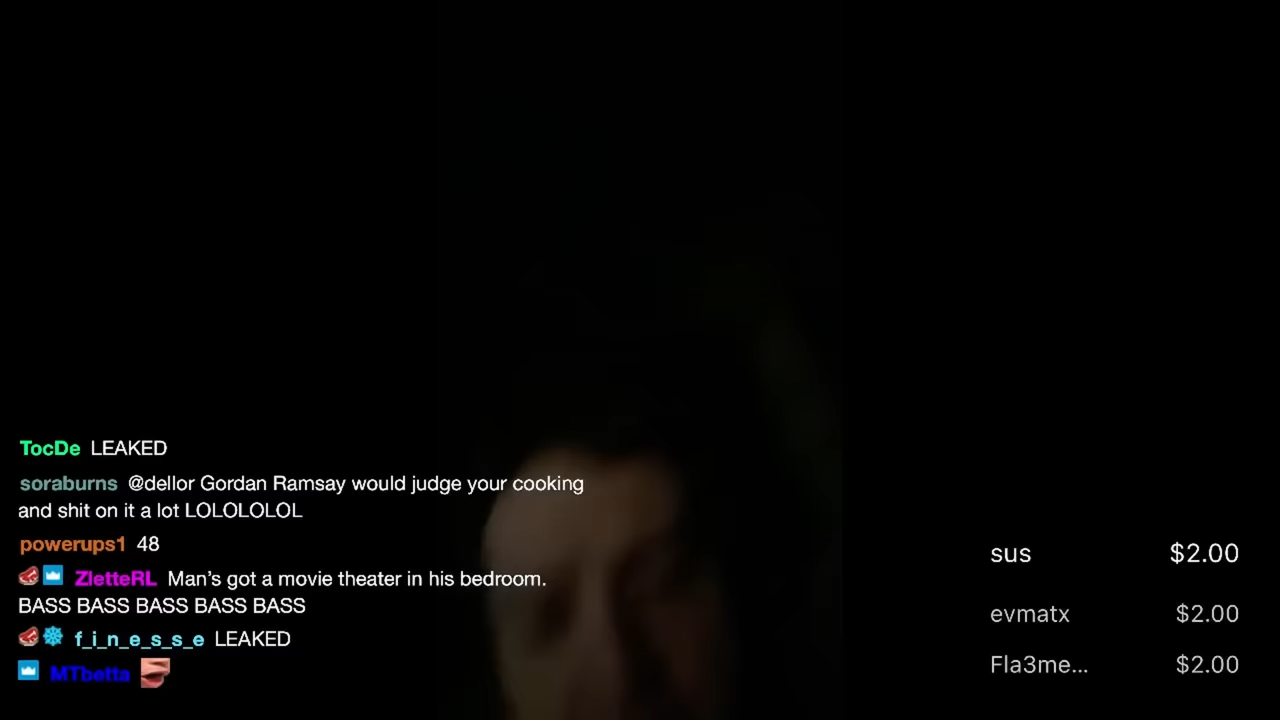 TocDe LEAKED
soraburns @dellor Gordan Ramsay would judge your cooking
and shit on it a lot LOLOLOLOL
powerups1 48
ZletteRL Man's got a movie theater in his bedroom.
BASS BASS BASS BASS BASS
f_i_n_e_s_s_e LEAKED
MTbetta
sus $2.00
evmatx $2.00
Fla3me... $2.00